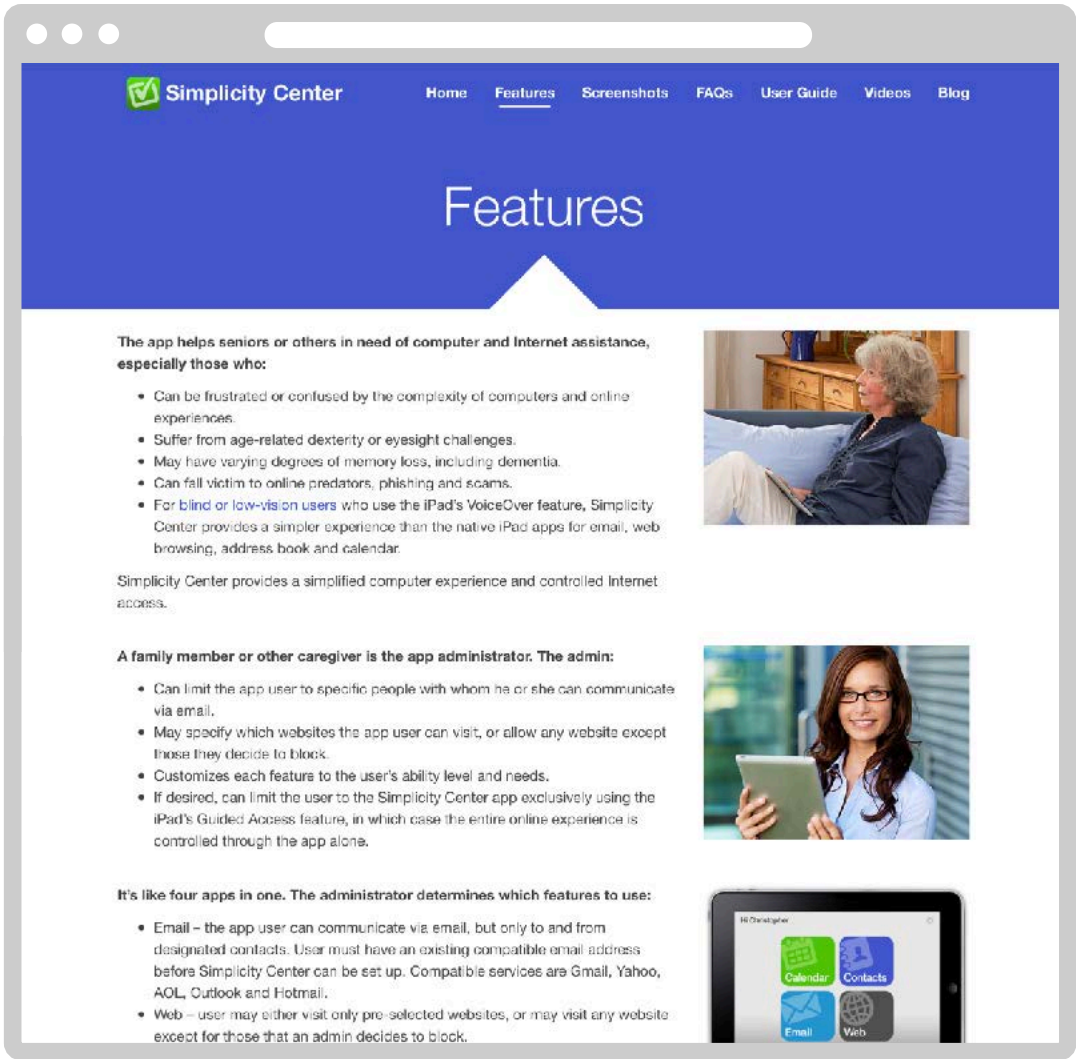 Simplicity Center
Home Features Screenshots FAQs User Guide Videos Blog
Features
The app helps seniors or others in need of computer and Internet assistance,
especially those who:
• Can be frustrated or confused by the complexity of computers and online
experiences.
• Suffer from age-related dexterity or eyesight challenges.
• May have varying degrees of memory loss, including dementia.
• Can fall victim to online predators, phishing and scams.
• For blind or low-vision users who use the iPad's VoiceOver feature, Simplicity
Center provides a simpler experience than the native iPad apps for email, web
browsing, address book and calendar.
Simplicity Center provides a simplified computer experience and controlled Internet
access.
A family member or other caregiver is the app administrator. The admin:
• Can limit the app user to specific people with whom he or she can communicate
via email.
• May specify which websites the app user can visit, or allow any website except
those they decide to block.
• Customizes each feature to the user's ability level and needs.
• If desired, can limit the user to the Simplicity Center app exclusively using the
iPad's Guided Access feature, in which case the entire online experience is
controlled through the app alone.
It's like four apps in one. The administrator determines which features to use:
• Email – the app user can communicate via email, but only to and from
designated contacts. User must have an existing compatible email address
before Simplicity Center can be set up. Compatible services are Gmail, Yahoo,
AOL, Outlook and Hotmail.
• Web – user may either visit only pre-selected websites, or may visit any website
except for those that an admin decides to block.
Hi Christopher
Calendar Contacts
Email Web